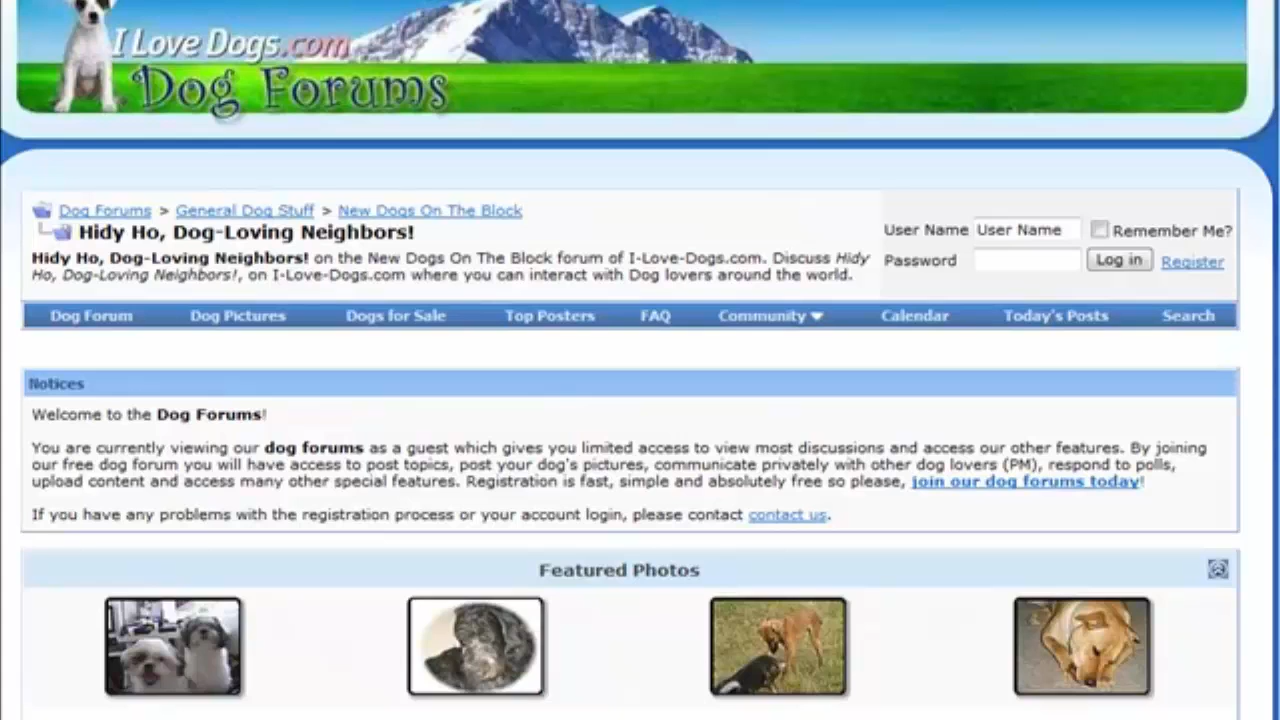 I Love Dogs.com
Dog Forums
Dog Forums > General Dog Stuff > New Dogs On The Block
Hidy Ho, Dog-Loving Neighbors!
Hidy Ho, Dog-Loving Neighbors! on the New Dogs On The Block forum of I-Love-Dogs.com. Discuss Hidy
Ho, Dog-Loving Neighbors!, on I-Love-Dogs.com where you can interact with Dog lovers around the world.
User Name User Name Remember Me?
Password Log in Register
Dog Forum Dog Pictures Dogs for Sale Top Posters FAQ Community Calendar Today's Posts Search
Notices
Welcome to the Dog Forums!
You are currently viewing our dog forums as a guest which gives you limited access to view most discussions and access our other features. By joining
our free dog forum you will have access to post topics, post your dog's pictures, communicate privately with other dog lovers (PM), respond to polls,
upload content and access many other special features. Registration is fast, simple and absolutely free so please, join our dog forums today!
If you have any problems with the registration process or your account login, please contact contact us.
Featured Photos